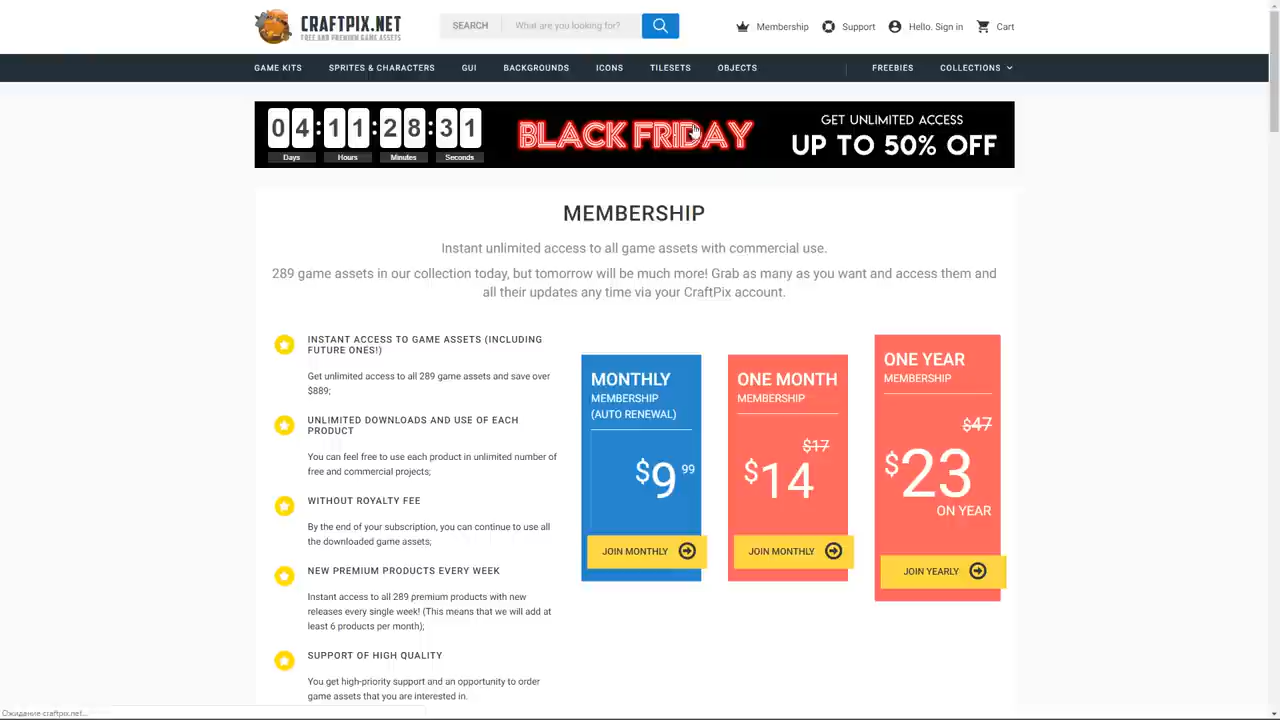 CRAFTPIX.NET
FREE AND PREMIUM GAME ASSETS
SEARCH
What are you looking for?
Membership
Support
Hello. Sign in
Cart
GAME KITS
SPRITES & CHARACTERS
GUI
BACKGROUNDS
ICONS
TILESETS
OBJECTS
FREEBIES
COLLECTIONS
04:11:28:31
Days
Hours
Minutes
Seconds
BLACK FRIDAY
GET UNLIMITED ACCESS
UP TO 50% OFF
MEMBERSHIP
Instant unlimited access to all game assets with commercial use.
289 game assets in our collection today, but tomorrow will be much more! Grab as many as you want and access them and
all their updates any time via your CraftPix account.
INSTANT ACCESS TO GAME ASSETS (INCLUDING
FUTURE ONES!)
Get unlimited access to all 289 game assets and save over
$889;
UNLIMITED DOWNLOADS AND USE OF EACH
PRODUCT
You can feel free to use each product in unlimited number of
free and commercial projects;
WITHOUT ROYALTY FEE
By the end of your subscription, you can continue to use all
the downloaded game assets;
NEW PREMIUM PRODUCTS EVERY WEEK
Instant access to all 289 premium products with new
releases every single week! (This means that we will add at
least 6 products per month);
SUPPORT OF HIGH QUALITY
You get high-priority support and an opportunity to order
game assets that you are interested in.
MONTHLY
MEMBERSHIP
(AUTO RENEWAL)
$9 99
JOIN MONTHLY
ONE MONTH
MEMBERSHIP
$17
$14
JOIN MONTHLY
ONE YEAR
MEMBERSHIP
$47
$23
ON YEAR
JOIN YEARLY
Ожидание craftpix.net...